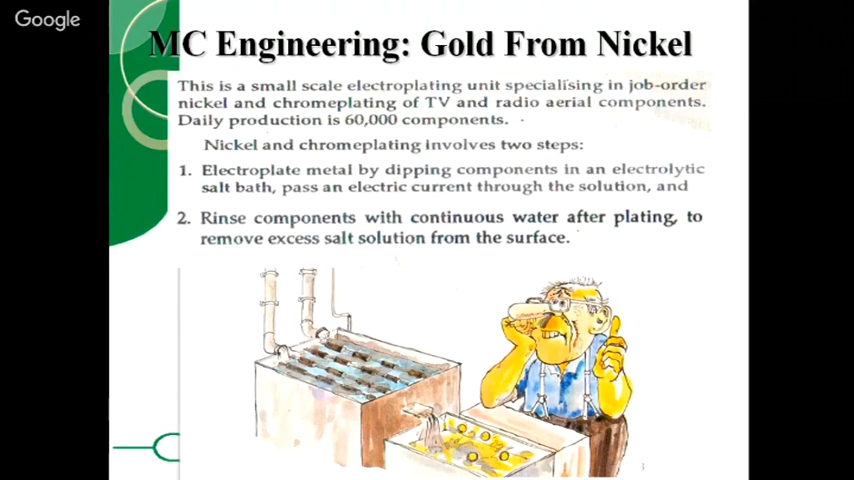 Google
MC Engineering: Gold From Nickel
This is a small scale electroplating unit specialising in job-order
nickel and chromeplating of TV and radio aerial components.
Daily production is 60,000 components.
Nickel and chromeplating involves two steps:
1. Electroplate metal by dipping components in an electrolytic
salt bath, pass an electric current through the solution, and
2. Rinse components with continuous water after plating, to
remove excess salt solution from the surface.